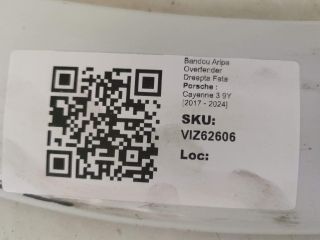 Bandou Aripa
Overfender
Dreapta Fata
Porsche :
Cayenne 3 9Y
[2017 - 2024]
SKU:
VIZ62606
Loc: